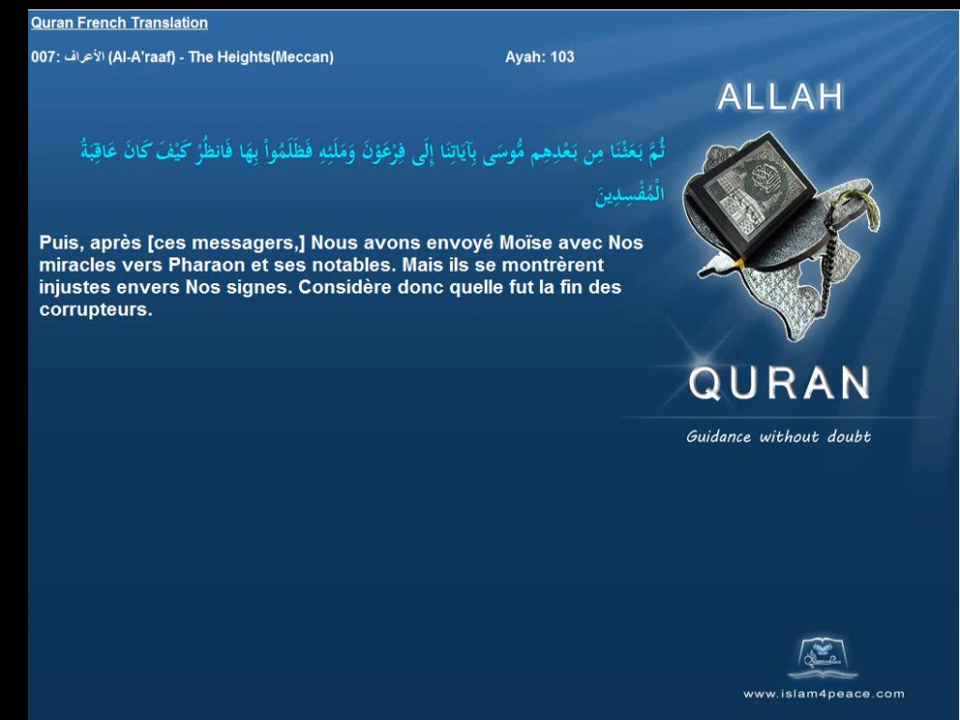 Quran French Translation
007: الأعراف (Al-A'raaf) - The Heights(Meccan) Ayah: 103
ALLAH
ثُمَّ بَعَثْنَا مِن بَعْدِهِم مُّوسَى بِآيَاتِنَا إِلَى فِرْعَوْنَ وَمَلَئِهِ فَظَلَمُواْ بِهَا فَانظُرْ كَيْفَ كَانَ عَاقِبَةُ
الْمُفْسِدِينَ
Puis, après [ces messagers,] Nous avons envoyé Moïse avec Nos
miracles vers Pharaon et ses notables. Mais ils se montrèrent
injustes envers Nos signes. Considère donc quelle fut la fin des
corrupteurs.
QURAN
Guidance without doubt
www.islam4peace.com